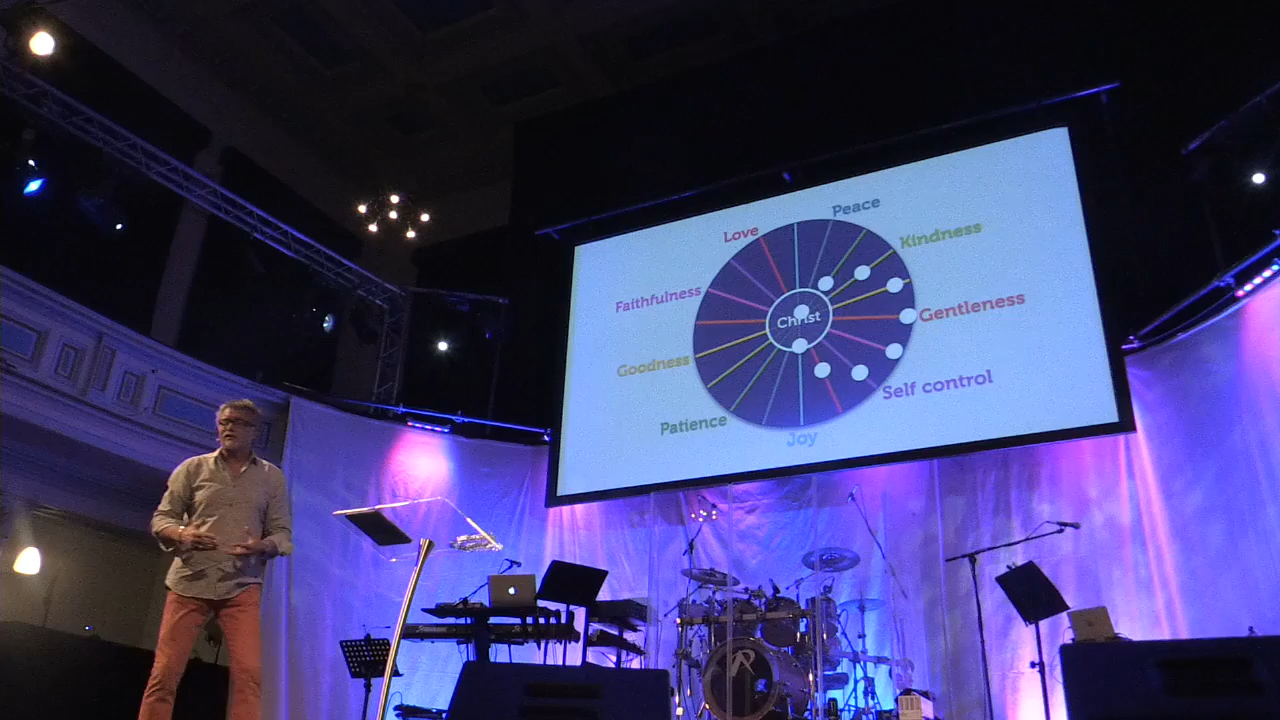 Peace
Love
Kindness
Faithfulness
Christ
Gentleness
Goodness
Self control
Patience
Joy